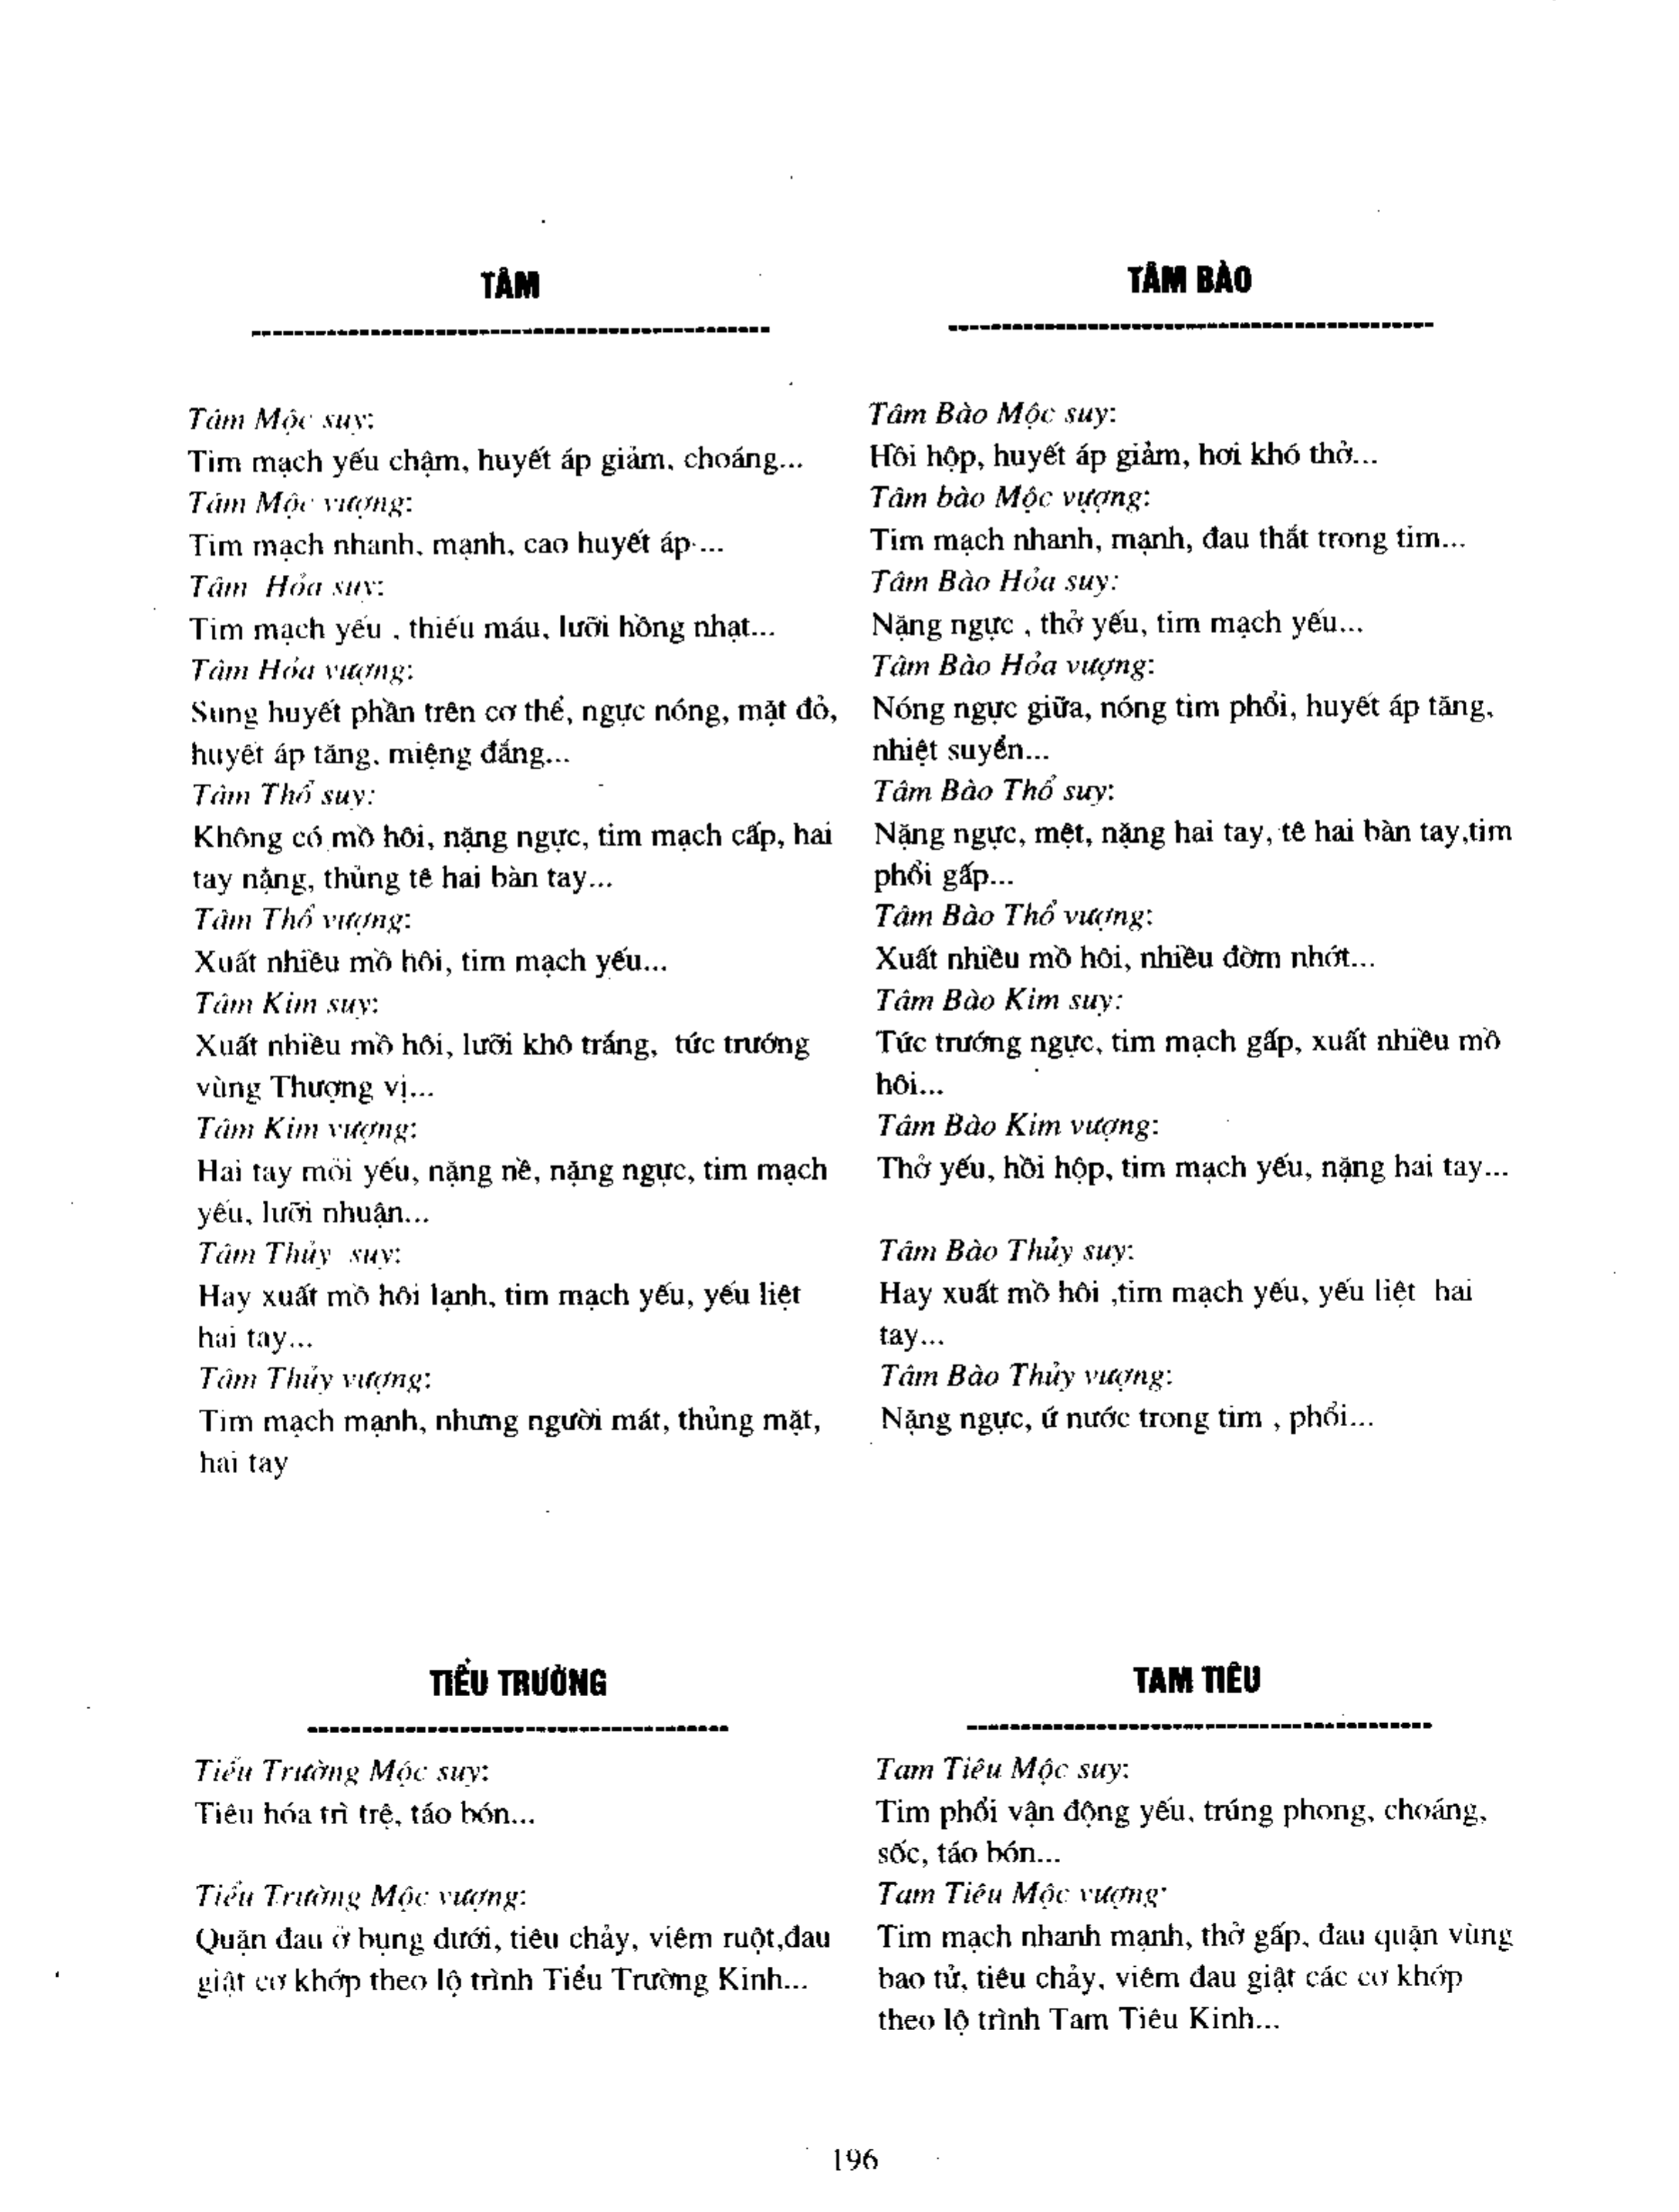 TÂM
Tâm Mộc suy:
Tim mạch yếu chậm, huyết áp giảm, choáng...
Tâm Mộc vượng:
Tim mạch nhanh, mạnh, cao huyết áp...
Tâm Hỏa suy:
Tim mạch yếu , thiếu máu, lưỡi hồng nhạt...
Tâm Hỏa vượng:
Sung huyết phần trên cơ thể, ngực nóng, mặt đỏ,
huyết áp tăng, miệng đắng...
Tâm Thổ suy:
Không có mồ hôi, nặng ngực, tim mạch cấp, hai
tay nặng, thủng tê hai bàn tay...
Tâm Thổ vượng:
Xuất nhiều mồ hôi, tim mạch yếu...
Tâm Kim suy:
Xuất nhiều mồ hôi, lưỡi khô trắng, tức trướng
vùng Thượng vị...
Tâm Kim vượng:
Hai tay mỏi yếu, nặng nề, nặng ngực, tim mạch
yếu, lưỡi nhuận...
Tâm Thủy suy:
Hay xuất mồ hôi lạnh, tim mạch yếu, yếu liệt
hai tay...
Tâm Thủy vượng:
Tim mạch mạnh, nhưng người mát, thủng mặt,
hai tay
TÂM BÀO
Tâm Bào Mộc suy:
Hồi hộp, huyết áp giảm, hơi khó thở...
Tâm bào Mộc vượng:
Tim mạch nhanh, mạnh, đau thắt trong tim...
Tâm Bào Hỏa suy:
Nặng ngực , thở yếu, tim mạch yếu...
Tâm Bào Hỏa vượng:
Nóng ngực giữa, nóng tim phổi, huyết áp tăng,
nhiệt suyển...
Tâm Bào Thổ suy:
Nặng ngực, mệt, nặng hai tay, tê hai bàn tay,tim
phổi gấp...
Tâm Bào Thổ vượng:
Xuất nhiều mồ hôi, nhiều đờm nhớt...
Tâm Bào Kim suy:
Tức trướng ngực, tim mạch gấp, xuất nhiều mồ
hôi...
Tâm Bào Kim vượng:
Thở yếu, hồi hộp, tim mạch yếu, nặng hai tay...
Tâm Bào Thủy suy:
Hay xuất mồ hôi ,tim mạch yếu, yếu liệt hai
tay...
Tâm Bào Thủy vượng:
Nặng ngực, ứ nước trong tim , phổi...
TIỂU TRƯỜNG
Tiểu Trường Mộc suy:
Tiêu hóa trì trệ, táo bón...
Tiểu Trường Mộc vượng:
Quặn đau ở bụng dưới, tiêu chảy, viêm ruột,đau
giật cơ khớp theo lộ trình Tiểu Trường Kinh...
TAM TIÊU
Tam Tiêu Mộc suy:
Tim phổi vận động yếu, trúng phong, choáng,
sốc, táo bón...
Tam Tiêu Mộc vượng:
Tim mạch nhanh mạnh, thở gấp, đau quặn vùng
bao tử, tiêu chảy, viêm đau giật các cơ khớp
theo lộ trình Tam Tiêu Kinh...
196